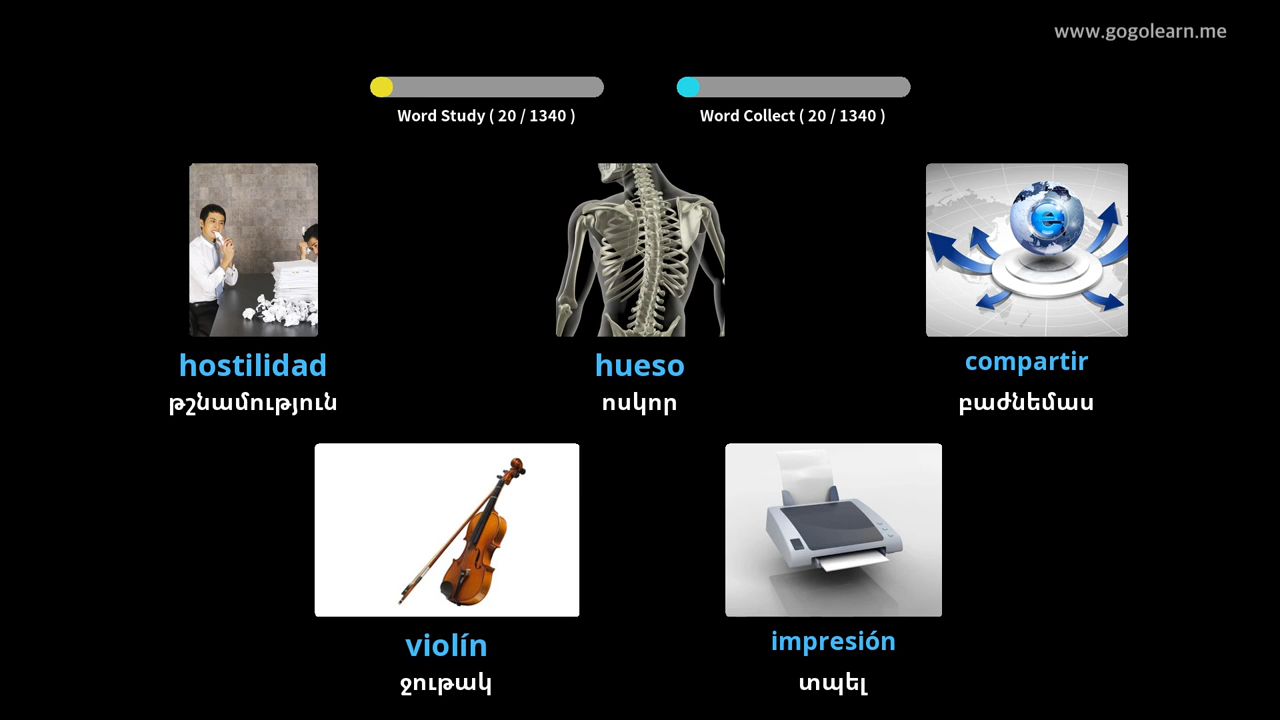 www.gogolearn.me
Word Study ( 20 / 1340 )
Word Collect ( 20 / 1340 )
hostilidad
թշնամություն
hueso
ոսկոր
compartir
բաժնեմաս
violín
ջութակ
impresión
տպել